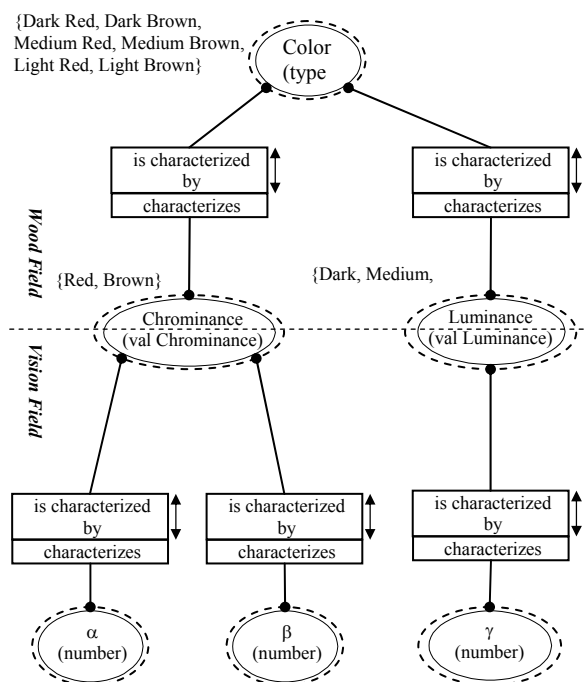 {Dark Red, Dark Brown,
Medium Red, Medium Brown,
Light Red, Light Brown}
Color
(type
is characterized
by
characterizes
is characterized
by
characterizes
Wood Field
{Red, Brown}
{Dark, Medium,
Chrominance
(val Chrominance)
Luminance
(val Luminance)
Vision Field
is characterized
by
characterizes
is characterized
by
characterizes
is characterized
by
characterizes
α
(number)
β
(number)
γ
(number)